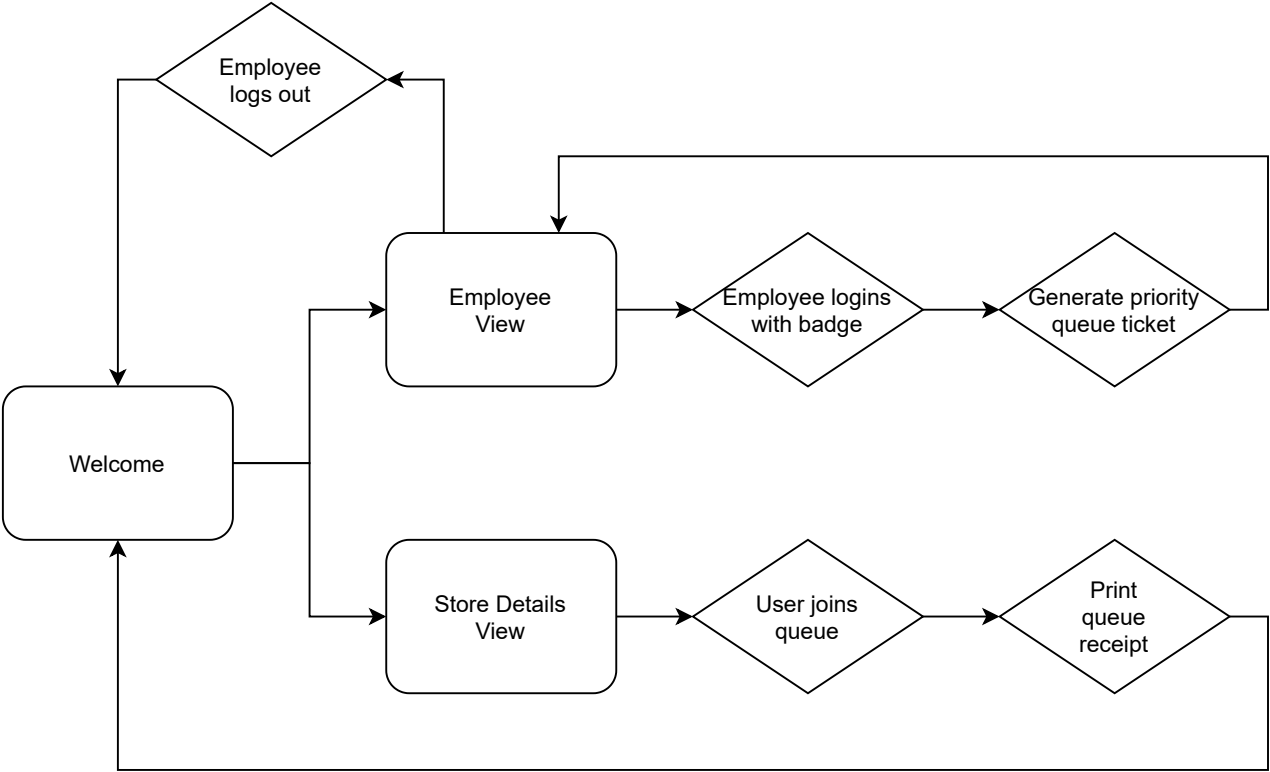 Employee
logs out
Employee
View
Employee logins
with badge
Generate priority
queue ticket
Welcome
Store Details
View
User joins
queue
Print
queue
receipt